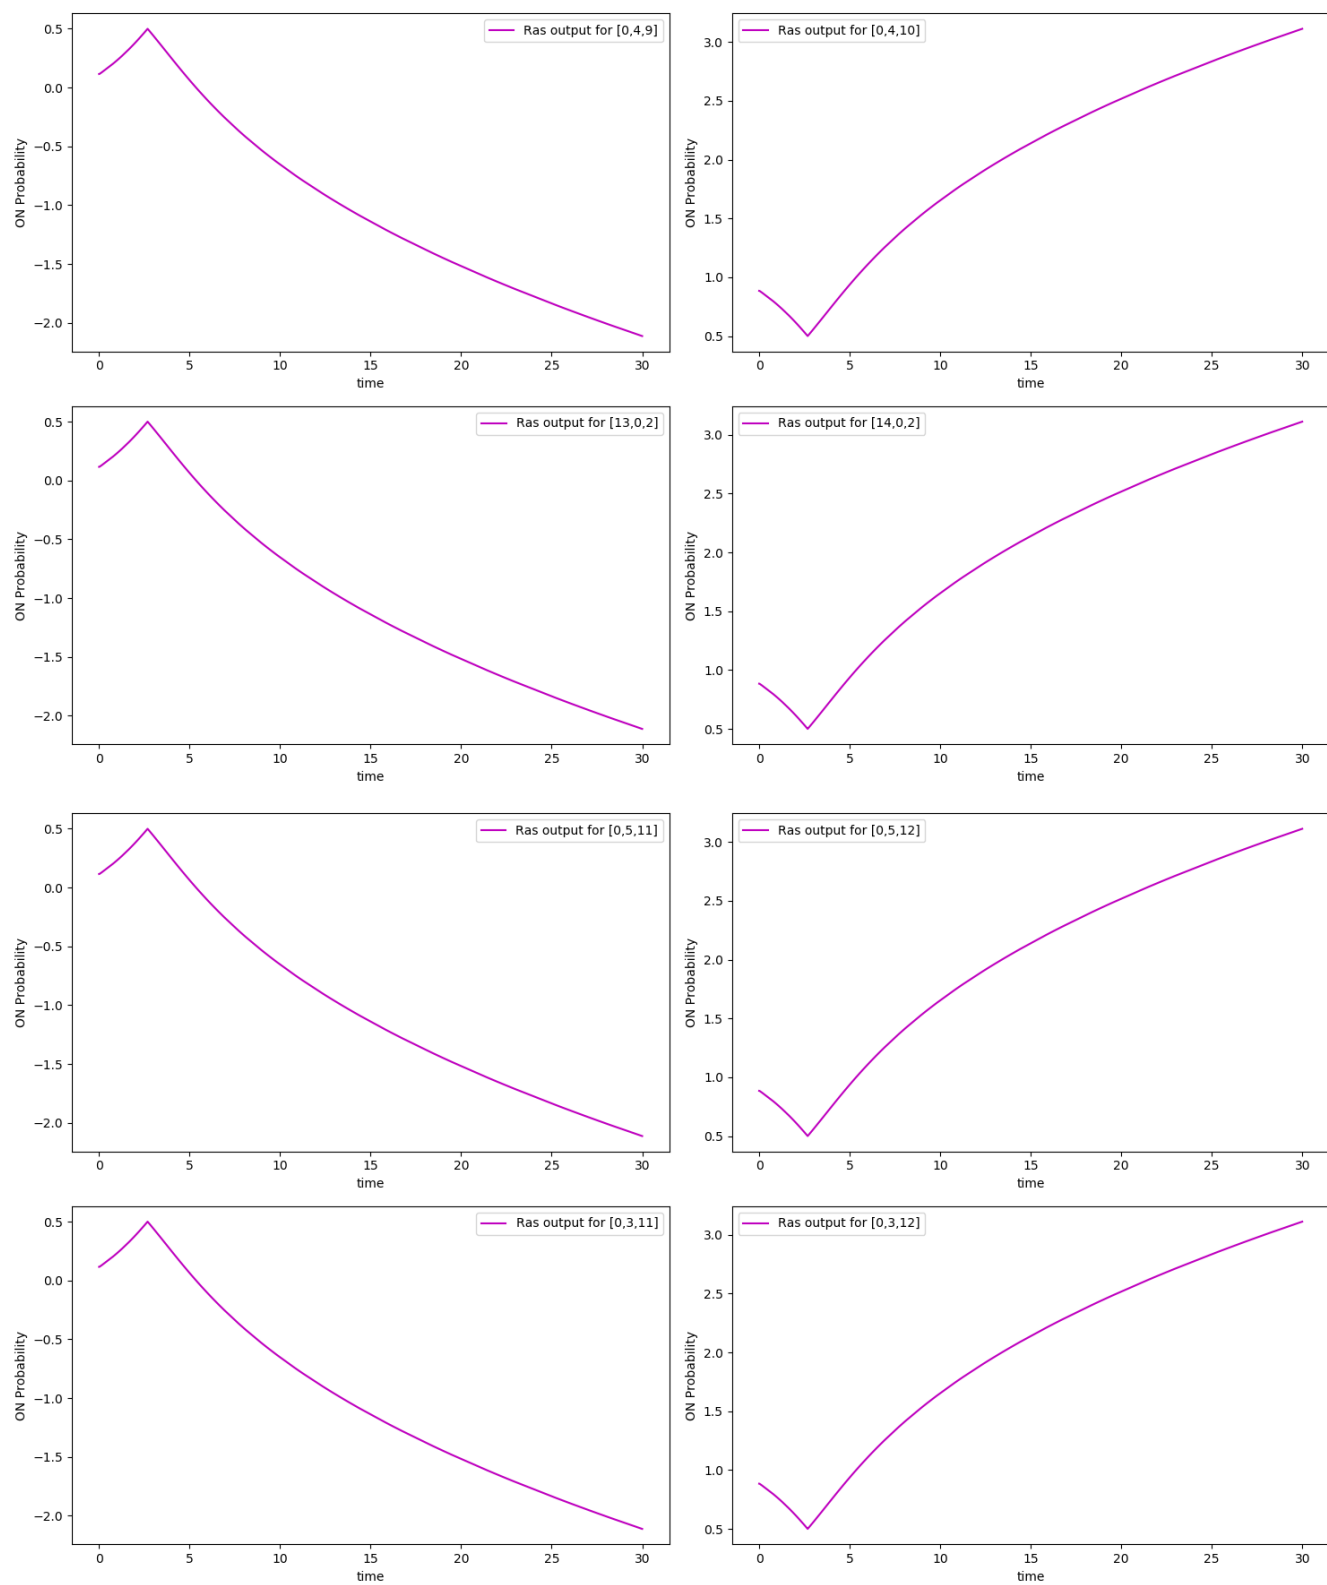 Ras output for [0,4,9]
ON Probability
0.5
0.0
−0.5
−1.0
−1.5
−2.0
0 5 10 15 20 25 30
time
Ras output for [0,4,10]
ON Probability
3.0
2.5
2.0
1.5
1.0
0.5
0 5 10 15 20 25 30
time
Ras output for [13,0,2]
ON Probability
0.5
0.0
−0.5
−1.0
−1.5
−2.0
0 5 10 15 20 25 30
time
Ras output for [14,0,2]
ON Probability
3.0
2.5
2.0
1.5
1.0
0.5
0 5 10 15 20 25 30
time
Ras output for [0,5,11]
ON Probability
0.5
0.0
−0.5
−1.0
−1.5
−2.0
0 5 10 15 20 25 30
time
Ras output for [0,5,12]
ON Probability
3.0
2.5
2.0
1.5
1.0
0.5
0 5 10 15 20 25 30
time
Ras output for [0,3,11]
ON Probability
0.5
0.0
−0.5
−1.0
−1.5
−2.0
0 5 10 15 20 25 30
time
Ras output for [0,3,12]
ON Probability
3.0
2.5
2.0
1.5
1.0
0.5
0 5 10 15 20 25 30
time